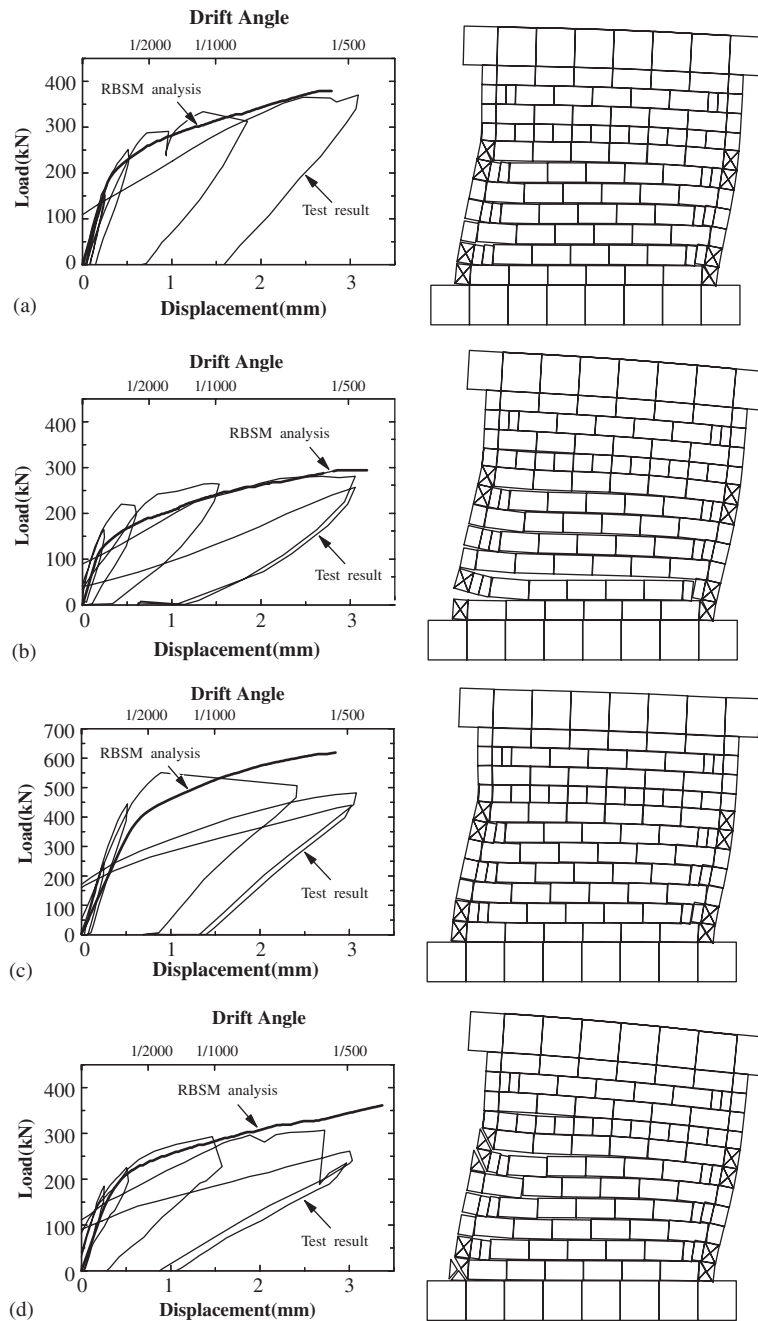 Drift Angle
1/2000 1/1000 1/500
400
300
200
100
0
Load(kN)
RBSM analysis
Test result
0 1 2 3
Displacement(mm)
(a)
Drift Angle
1/2000 1/1000 1/500
400
300
200
100
0
Load(kN)
RBSM analysis
Test result
0 1 2 3
Displacement(mm)
(b)
Drift Angle
1/2000 1/1000 1/500
700
600
500
400
300
200
100
0
Load(kN)
RBSM analysis
Test result
0 1 2 3
Displacement(mm)
(c)
Drift Angle
1/2000 1/1000 1/500
400
300
200
100
0
Load(kN)
RBSM analysis
Test result
0 1 2 3
Displacement(mm)
(d)